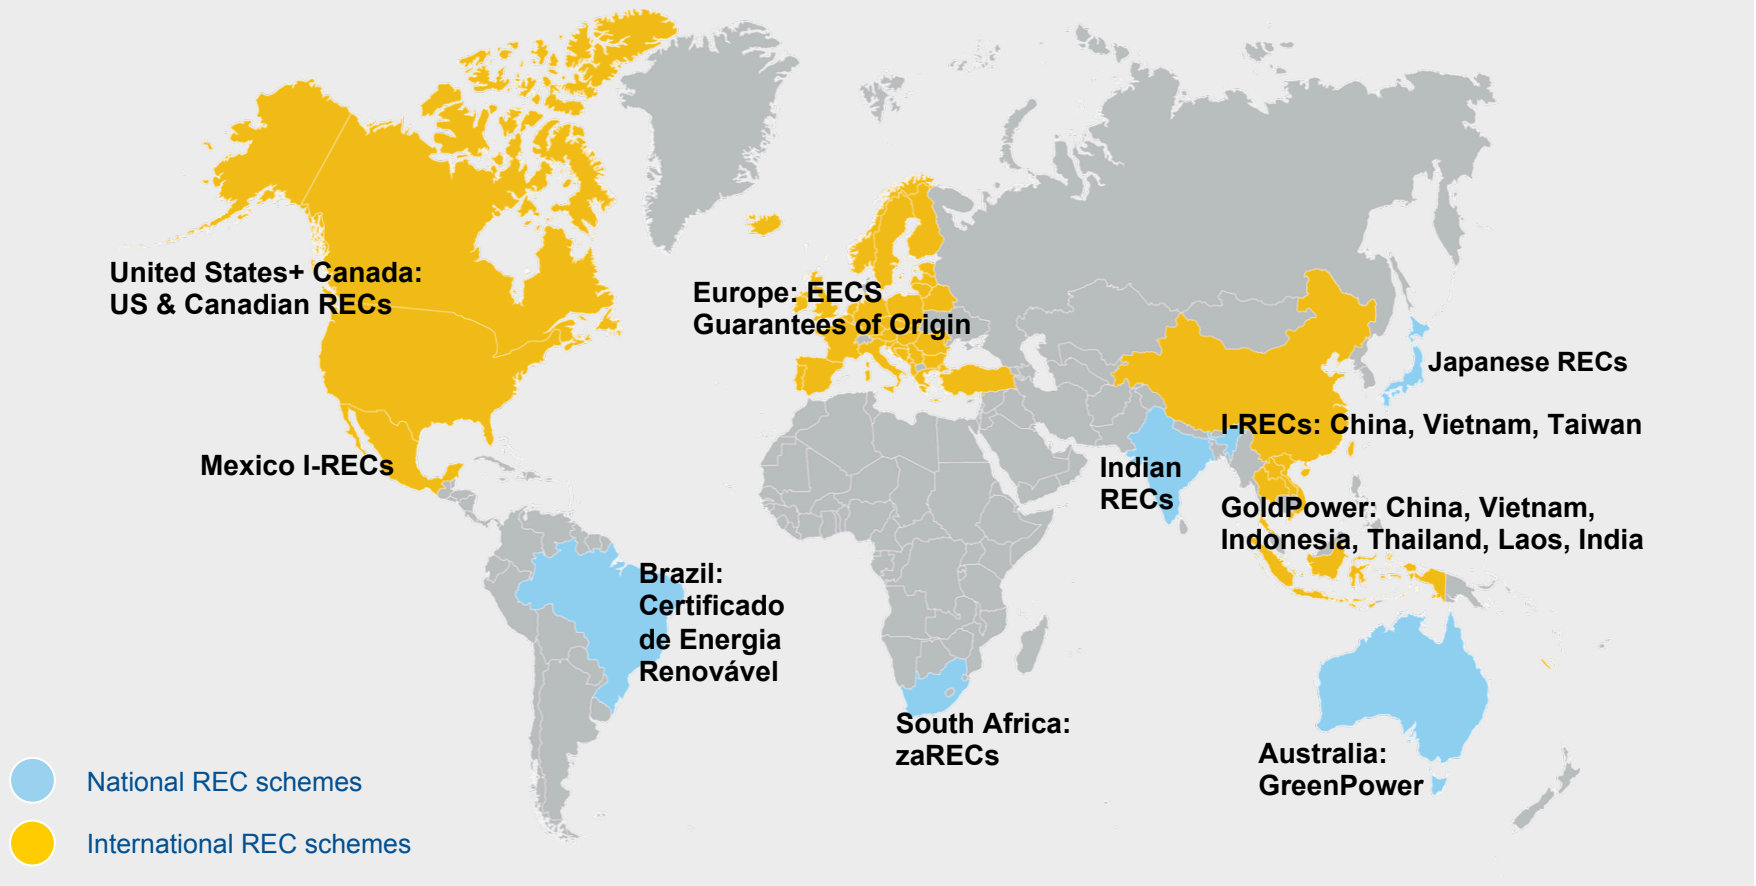 United States+ Canada:
US & Canadian RECs
Europe: EECS
Guarantees of Origin
Japanese RECs
I-RECs: China, Vietnam, Taiwan
Mexico I-RECs
Indian
RECs
GoldPower: China, Vietnam,
Indonesia, Thailand, Laos, India
Brazil:
Certificado
de Energia
Renovável
South Africa:
zaRECs
Australia:
GreenPower
National REC schemes
International REC schemes